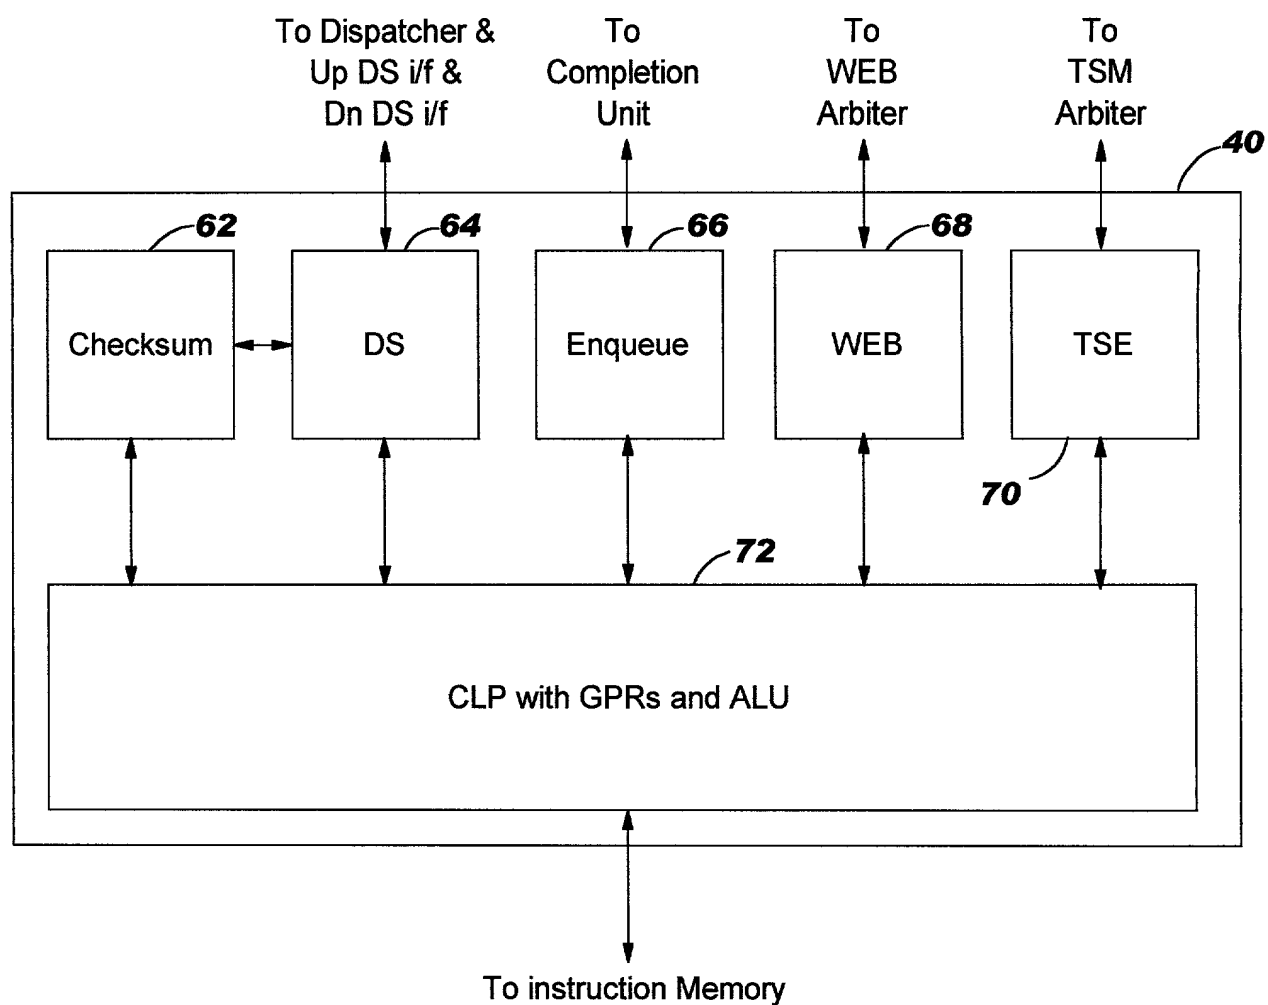 To Dispatcher &
Up DS i/f &
Dn DS i/f
To
Completion
Unit
To
WEB
Arbiter
To
TSM
Arbiter
40
62
64
66
68
Checksum
DS
Enqueue
WEB
TSE
70
72
CLP with GPRs and ALU
To instruction Memory